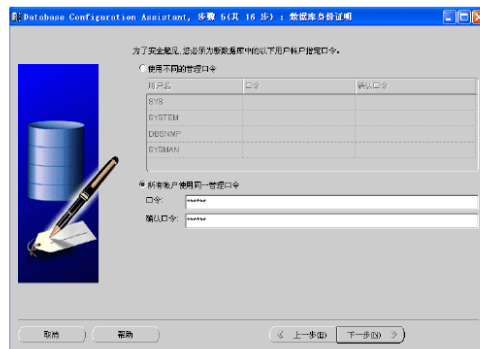 Database Configuration Assistant, 步骤 5(共 16 步) : 数据库身份证明
为了安全起见, 您必须为新数据库中的以下用户帐户指定口令。
使用不同的管理口令
用户名 口令 确认口令
SYS
SYSTEM
DBSNMP
SYSMAN
所有帐户使用同一管理口令
口令: ******
确认口令: ******
取消 帮助 上一步(B) 下一步(N)